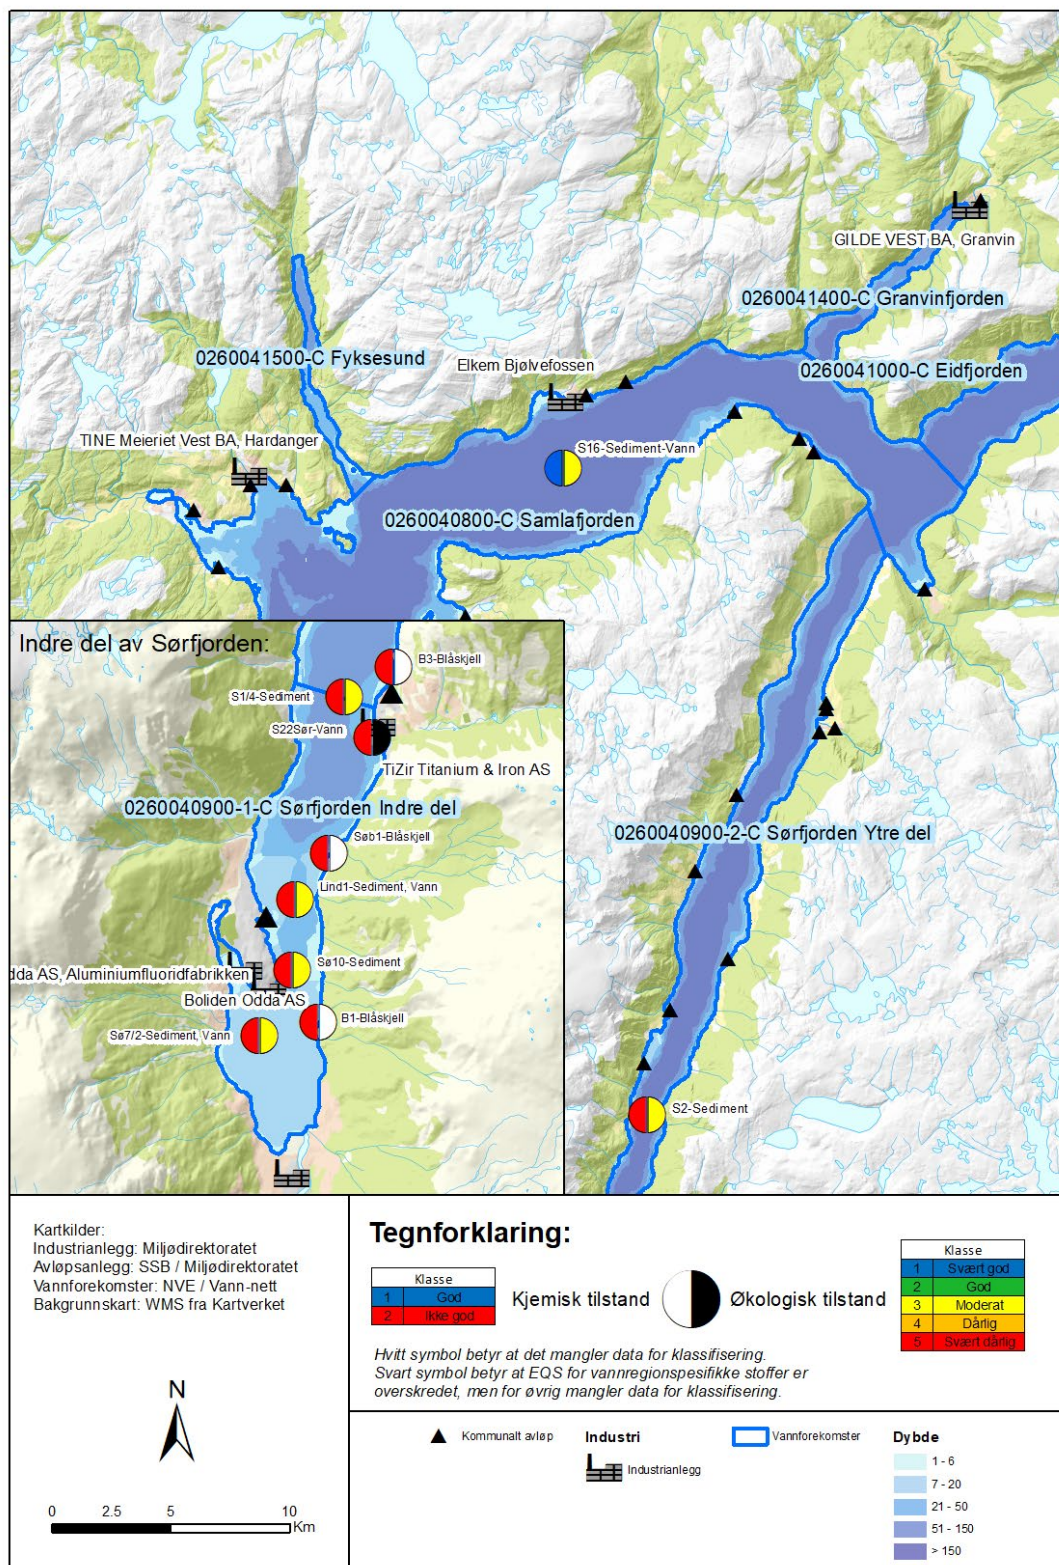 GILDE VEST BA, Granvin
0260041400-C Granvinfjorden
0260041500-C Fyksesund
Elkem Bjølvefossen
0260041000-C Eidfjorden
TINE Meieriet Vest BA, Hardanger
S16-Sediment-Vann
0260040800-C Samlafjorden
Indre del av Sørfjorden:
B3-Blåskjell
S1/4-Sediment
S22Sør-Vann
TiZir Titanium & Iron AS
0260040900-1-C Sørfjorden Indre del
0260040900-2-C Sørfjorden Ytre del
Søb1-Blåskjell
Lind1-Sediment, Vann
Sø10-Sediment
dda AS, Aluminiumfluoridfabrikken
Boliden Odda AS
B1-Blåskjell
Sø7/2-Sediment, Vann
S2-Sediment
Kartkilder:
Industrianlegg: Miljødirektoratet
Avløpsanlegg: SSB / Miljødirektoratet
Vannforekomster: NVE / Vann-nett
Bakgrunnskart: WMS fra Kartverket
N
0 2.5 5 10
Km
Tegnforklaring:
Klasse
1 God
2 Ikke god
Kjemisk tilstand
Økologisk tilstand
Klasse
1 Svært god
2 God
3 Moderat
4 Dårlig
5 Svært dårlig
Hvitt symbol betyr at det mangler data for klassifisering.
Svart symbol betyr at EQS for vannregionspesifikke stoffer er
overskredet, men for øvrig mangler data for klassifisering.
Kommunalt avløp
Industri
Industrianlegg
Vannforekomster
Dybde
1 - 6
7 - 20
21 - 50
51 - 150
> 150